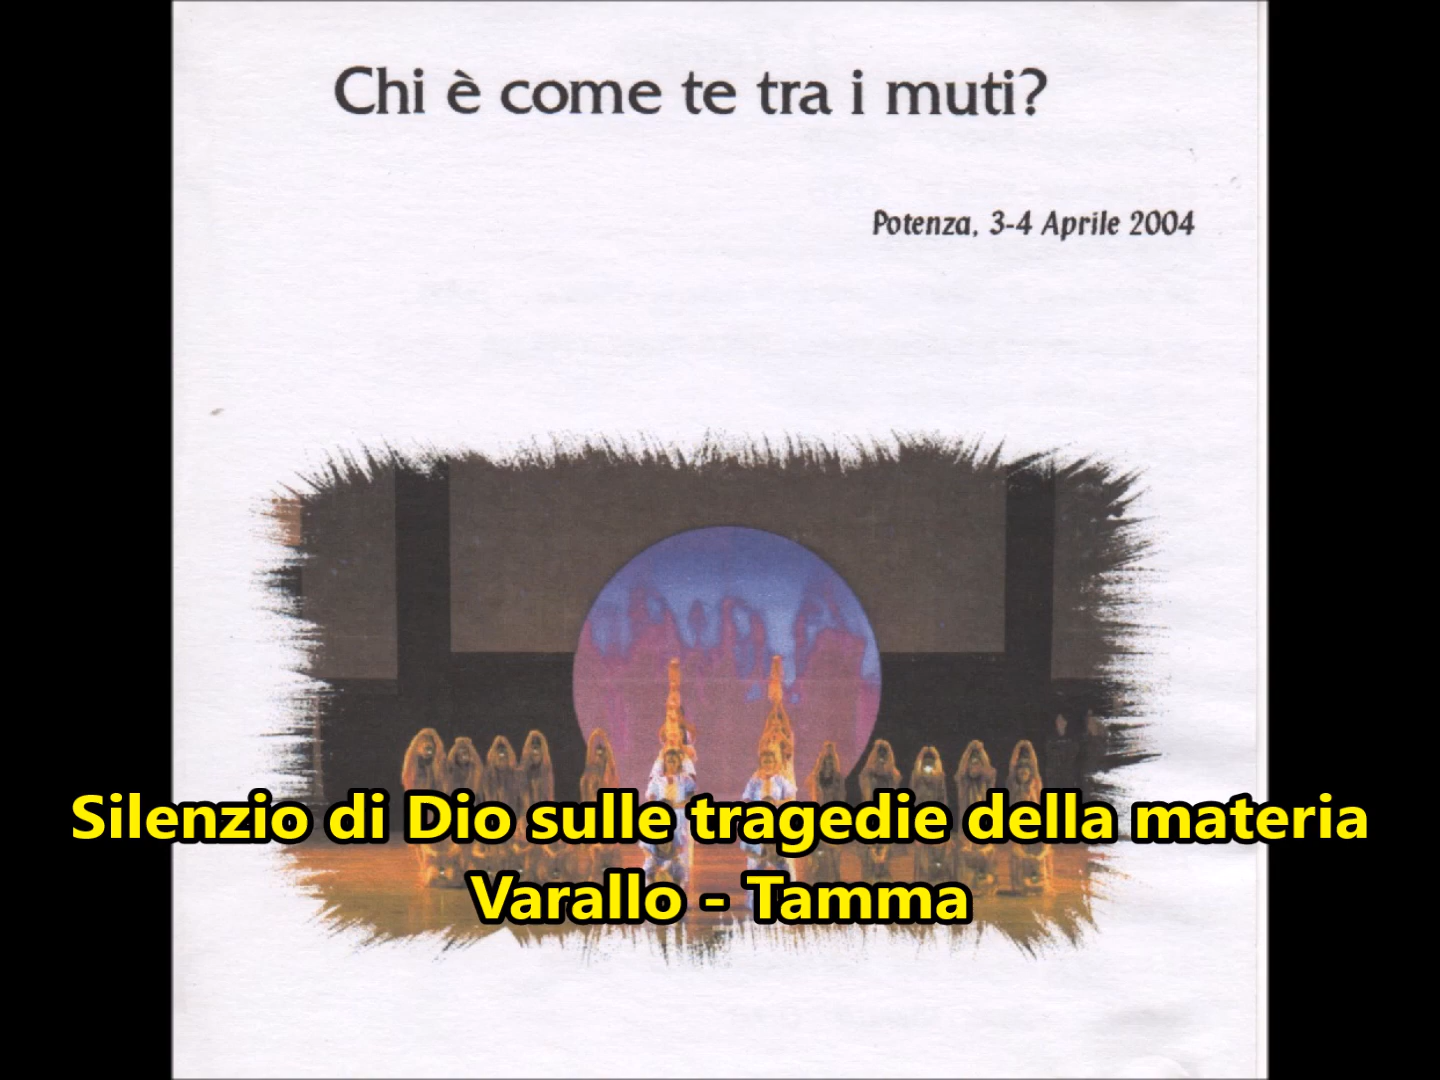 Chi è come te tra i muti?
Potenza, 3-4 Aprile 2004
Silenzio di Dio sulle tragedie della materia
Varallo - Tamma